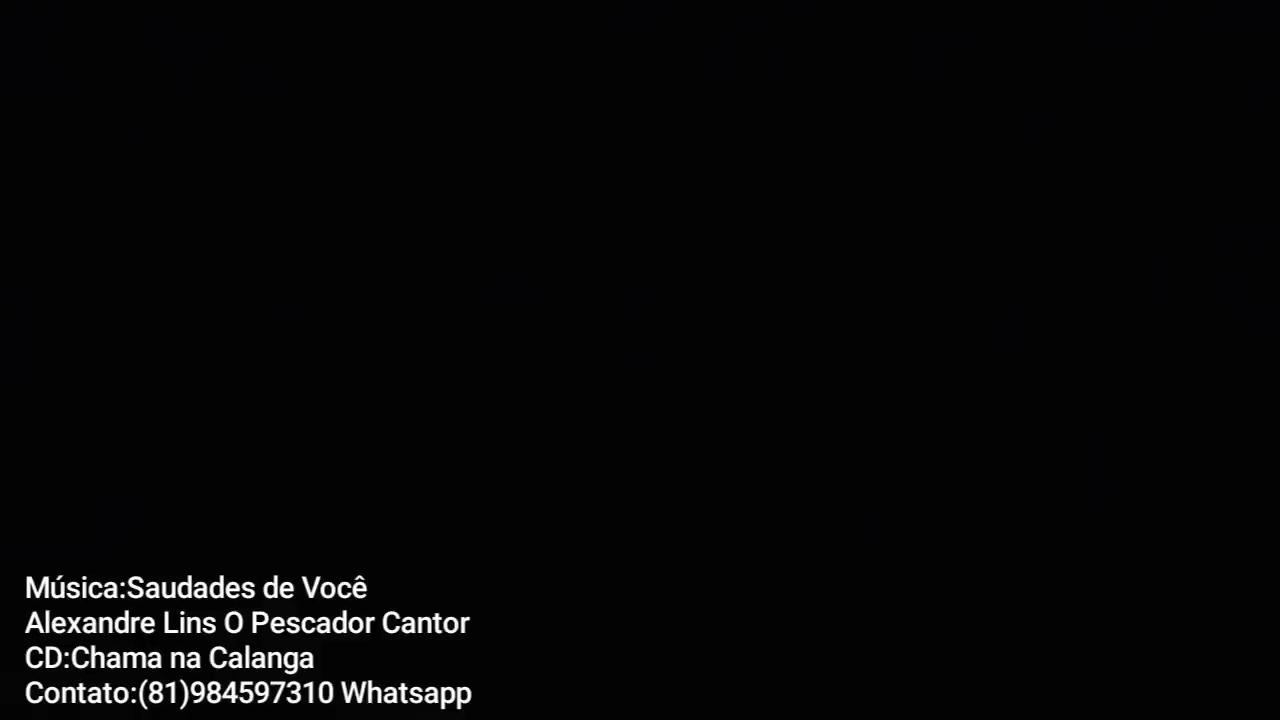 Música:Saudades de Você
Alexandre Lins O Pescador Cantor
CD:Chama na Calanga
Contato:(81)984597310 Whatsapp